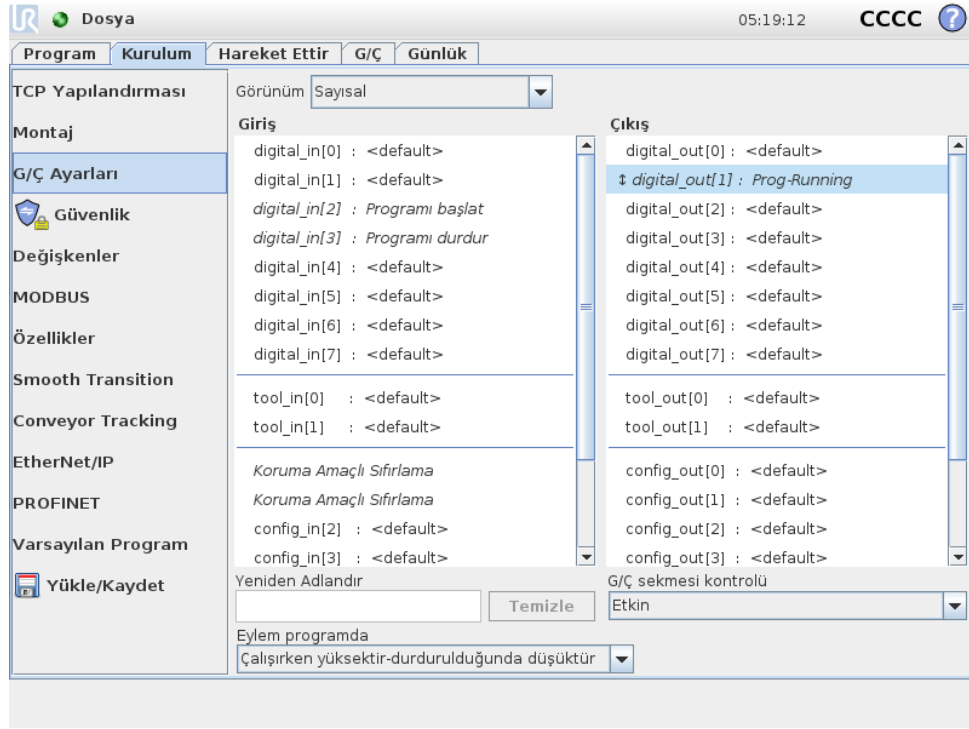 UR Dosya 05:19:12 CCCC ?
Program Kurulum Hareket Ettir G/Ç Günlük
TCP Yapılandırması
Montaj
G/Ç Ayarları
Güvenlik
Değişkenler
MODBUS
Özellikler
Smooth Transition
Conveyor Tracking
EtherNet/IP
PROFINET
Varsayılan Program
Yükle/Kaydet
Görünüm Sayısal
Giriş
digital_in[0] : <default>
digital_in[1] : <default>
digital_in[2] : Programı başlat
digital_in[3] : Programı durdur
digital_in[4] : <default>
digital_in[5] : <default>
digital_in[6] : <default>
digital_in[7] : <default>
tool_in[0] : <default>
tool_in[1] : <default>
Koruma Amaçlı Sıfırlama
Koruma Amaçlı Sıfırlama
config_in[2] : <default>
config_in[3] : <default>
Çıkış
digital_out[0] : <default>
↕ digital_out[1] : Prog-Running
digital_out[2] : <default>
digital_out[3] : <default>
digital_out[4] : <default>
digital_out[5] : <default>
digital_out[6] : <default>
digital_out[7] : <default>
tool_out[0] : <default>
tool_out[1] : <default>
config_out[0] : <default>
config_out[1] : <default>
config_out[2] : <default>
config_out[3] : <default>
Yeniden Adlandır
Temizle
G/Ç sekmesi kontrolü
Etkin
Eylem programda
Çalışırken yüksektir-durdurulduğunda düşüktür